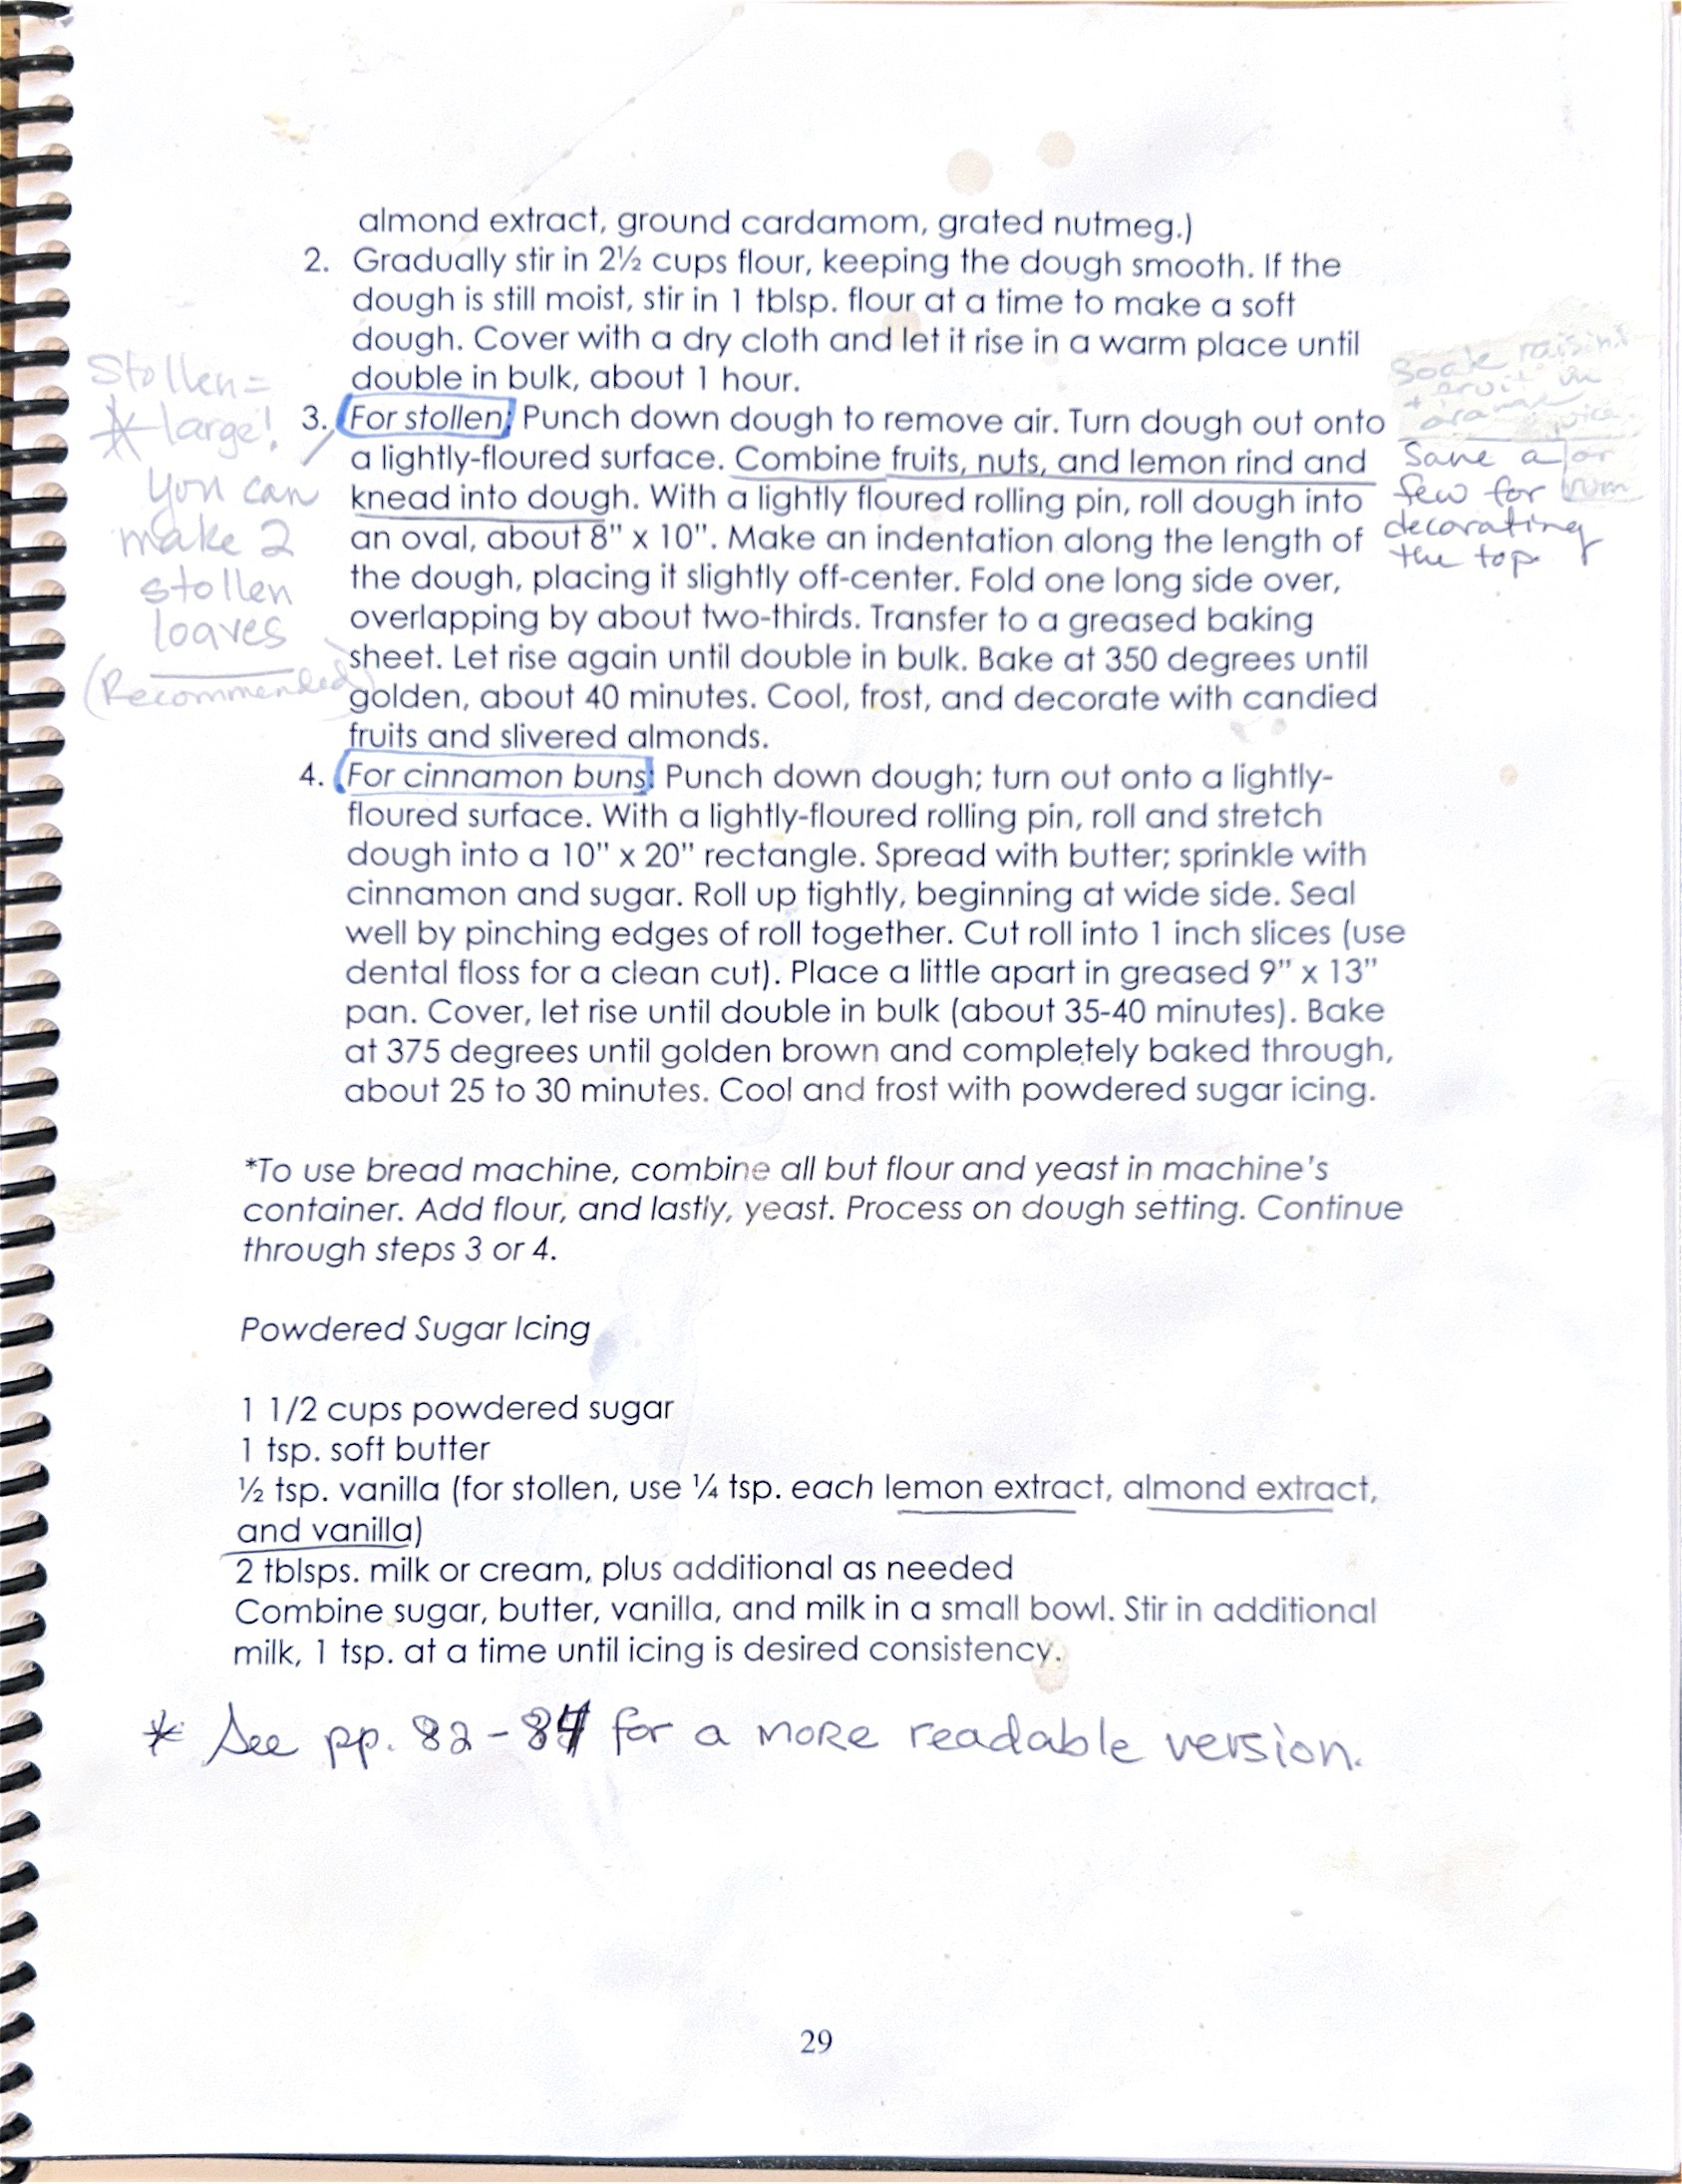 almond extract, ground cardamom, grated nutmeg.)
2. Gradually stir in 2½ cups flour, keeping the dough smooth. If the
dough is still moist, stir in 1 tblsp. flour at a time to make a soft
dough. Cover with a dry cloth and let it rise in a warm place until
double in bulk, about 1 hour.
3. For stollen: Punch down dough to remove air. Turn dough out onto
a lightly-floured surface. Combine fruits, nuts, and lemon rind and
knead into dough. With a lightly floured rolling pin, roll dough into
an oval, about 8" x 10". Make an indentation along the length of
the dough, placing it slightly off-center. Fold one long side over,
overlapping by about two-thirds. Transfer to a greased baking
sheet. Let rise again until double in bulk. Bake at 350 degrees until
golden, about 40 minutes. Cool, frost, and decorate with candied
fruits and slivered almonds.
Stollen =
* large!
you can
make 2
stollen
loaves
(Recommended)
Soak raisins
+ fruit in
orange juice
or
rum
Save a
few for
decorating
the top
4. For cinnamon buns: Punch down dough; turn out onto a lightly-
floured surface. With a lightly-floured rolling pin, roll and stretch
dough into a 10" x 20" rectangle. Spread with butter; sprinkle with
cinnamon and sugar. Roll up tightly, beginning at wide side. Seal
well by pinching edges of roll together. Cut roll into 1 inch slices (use
dental floss for a clean cut). Place a little apart in greased 9" x 13"
pan. Cover, let rise until double in bulk (about 35-40 minutes). Bake
at 375 degrees until golden brown and completely baked through,
about 25 to 30 minutes. Cool and frost with powdered sugar icing.
*To use bread machine, combine all but flour and yeast in machine's
container. Add flour, and lastly, yeast. Process on dough setting. Continue
through steps 3 or 4.
Powdered Sugar Icing
1 1/2 cups powdered sugar
1 tsp. soft butter
½ tsp. vanilla (for stollen, use ¼ tsp. each lemon extract, almond extract,
and vanilla)
2 tblsps. milk or cream, plus additional as needed
Combine sugar, butter, vanilla, and milk in a small bowl. Stir in additional
milk, 1 tsp. at a time until icing is desired consistency.
* See pp. 82-84 for a more readable version.
29